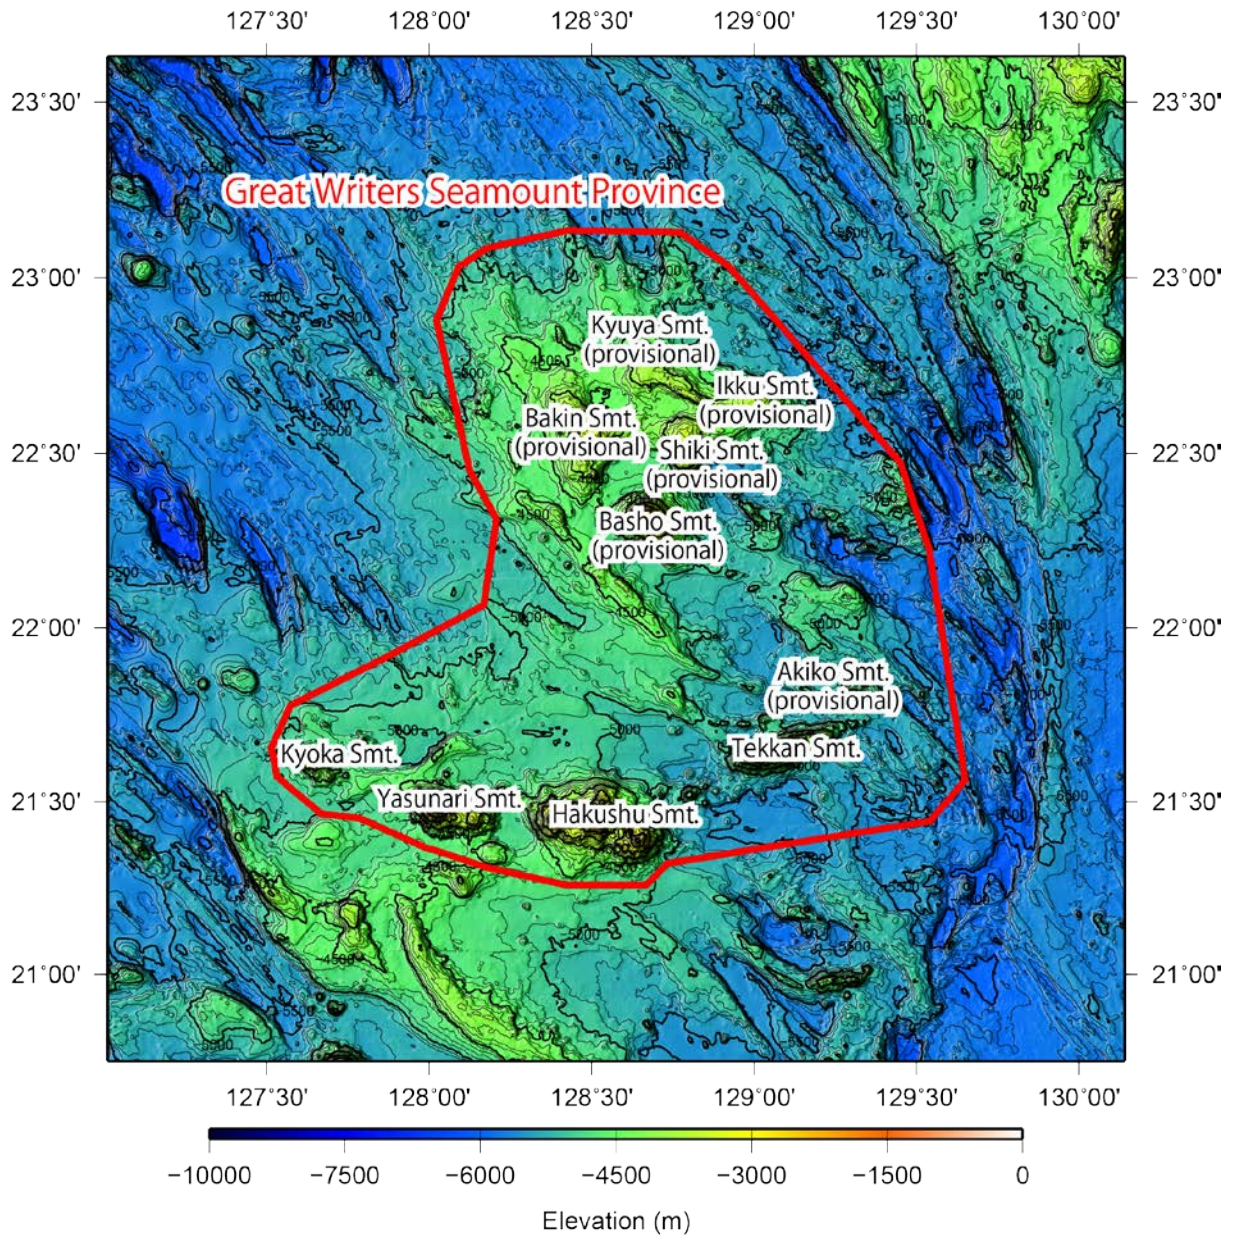 127˚30' 128˚00' 128˚30' 129˚00' 129˚30' 130˚00'
23˚30' 23˚30'
Great Writers Seamount Province
23˚00' 23˚00'
Kyuya Smt.
(provisional)
Ikku Smt.
(provisional)
Bakin Smt.
(provisional)
Shiki Smt.
(provisional)
22˚30' 22˚30'
Basho Smt.
(provisional)
22˚00' 22˚00'
Akiko Smt.
(provisional)
Tekkan Smt.
Kyoka Smt.
Yasunari Smt.
Hakushu Smt.
21˚30' 21˚30'
21˚00' 21˚00'
127˚30' 128˚00' 128˚30' 129˚00' 129˚30' 130˚00'
−10000 −7500 −6000 −4500 −3000 −1500 0
Elevation (m)